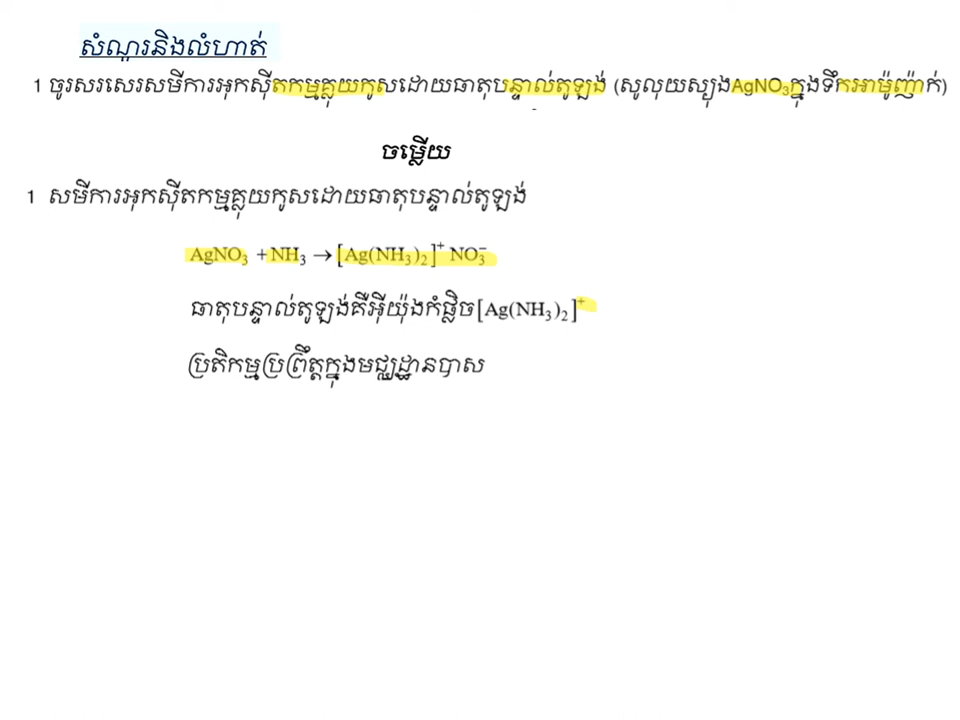 សំណួរនិងលំហាត់
1 ចូរសរសេរសមីការអុកស៊ីតកម្មគ្លុយកូសដោយធាតុបន្ទាល់តូឡង់ (សូលុយស្យុងAgNO₃ក្នុងទឹកអាម៉ូញ៉ាក់)
ចម្លើយ
1 សមីការអុកស៊ីតកម្មគ្លុយកូសដោយធាតុបន្ទាល់តូឡង់
AgNO₃ + NH₃ → [Ag(NH₃)₂]⁺ NO₃⁻
ធាតុបន្ទាល់តូឡង់គឺអ៊ីយ៉ុងកំផ្លិច[Ag(NH₃)₂]⁺
ប្រតិកម្មប្រព្រឹត្តក្នុងមជ្ឈដ្ឋានបាស